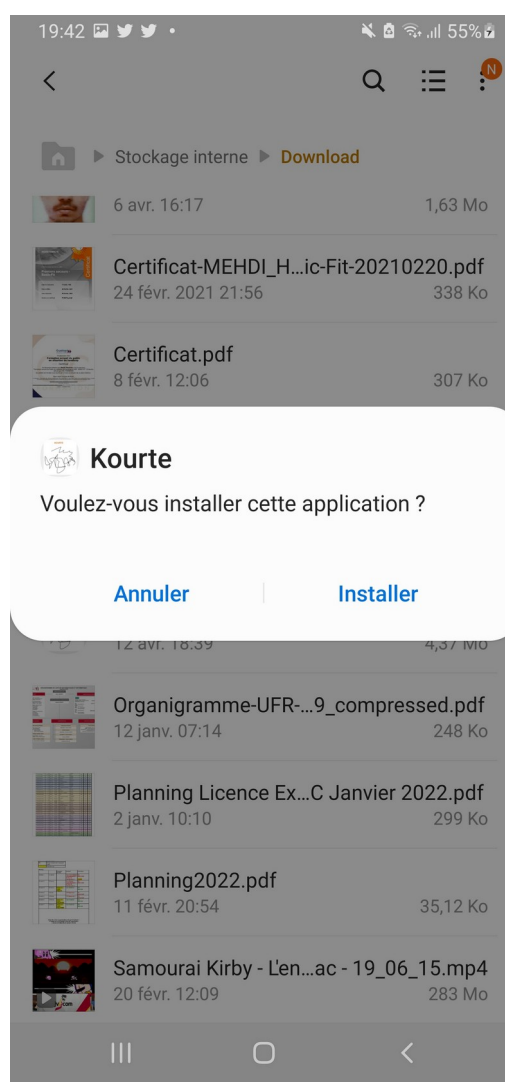 19:42
55%
N
Stockage interne
Download
6 avr. 16:17
1,63 Mo
Certificat-MEHDI_H...ic-Fit-20210220.pdf
24 févr. 2021 21:56
338 Ko
Certificat.pdf
8 févr. 12:06
307 Ko
Kourte
Voulez-vous installer cette application ?
Annuler
Installer
12 avr. 18:39
4,37 Mo
Organigramme-UFR-...9_compressed.pdf
12 janv. 07:14
248 Ko
Planning Licence Ex...C Janvier 2022.pdf
2 janv. 10:10
299 Ko
Planning2022.pdf
11 févr. 20:54
35,12 Ko
Samourai Kirby - L'en...ac - 19_06_15.mp4
20 févr. 12:09
283 Mo